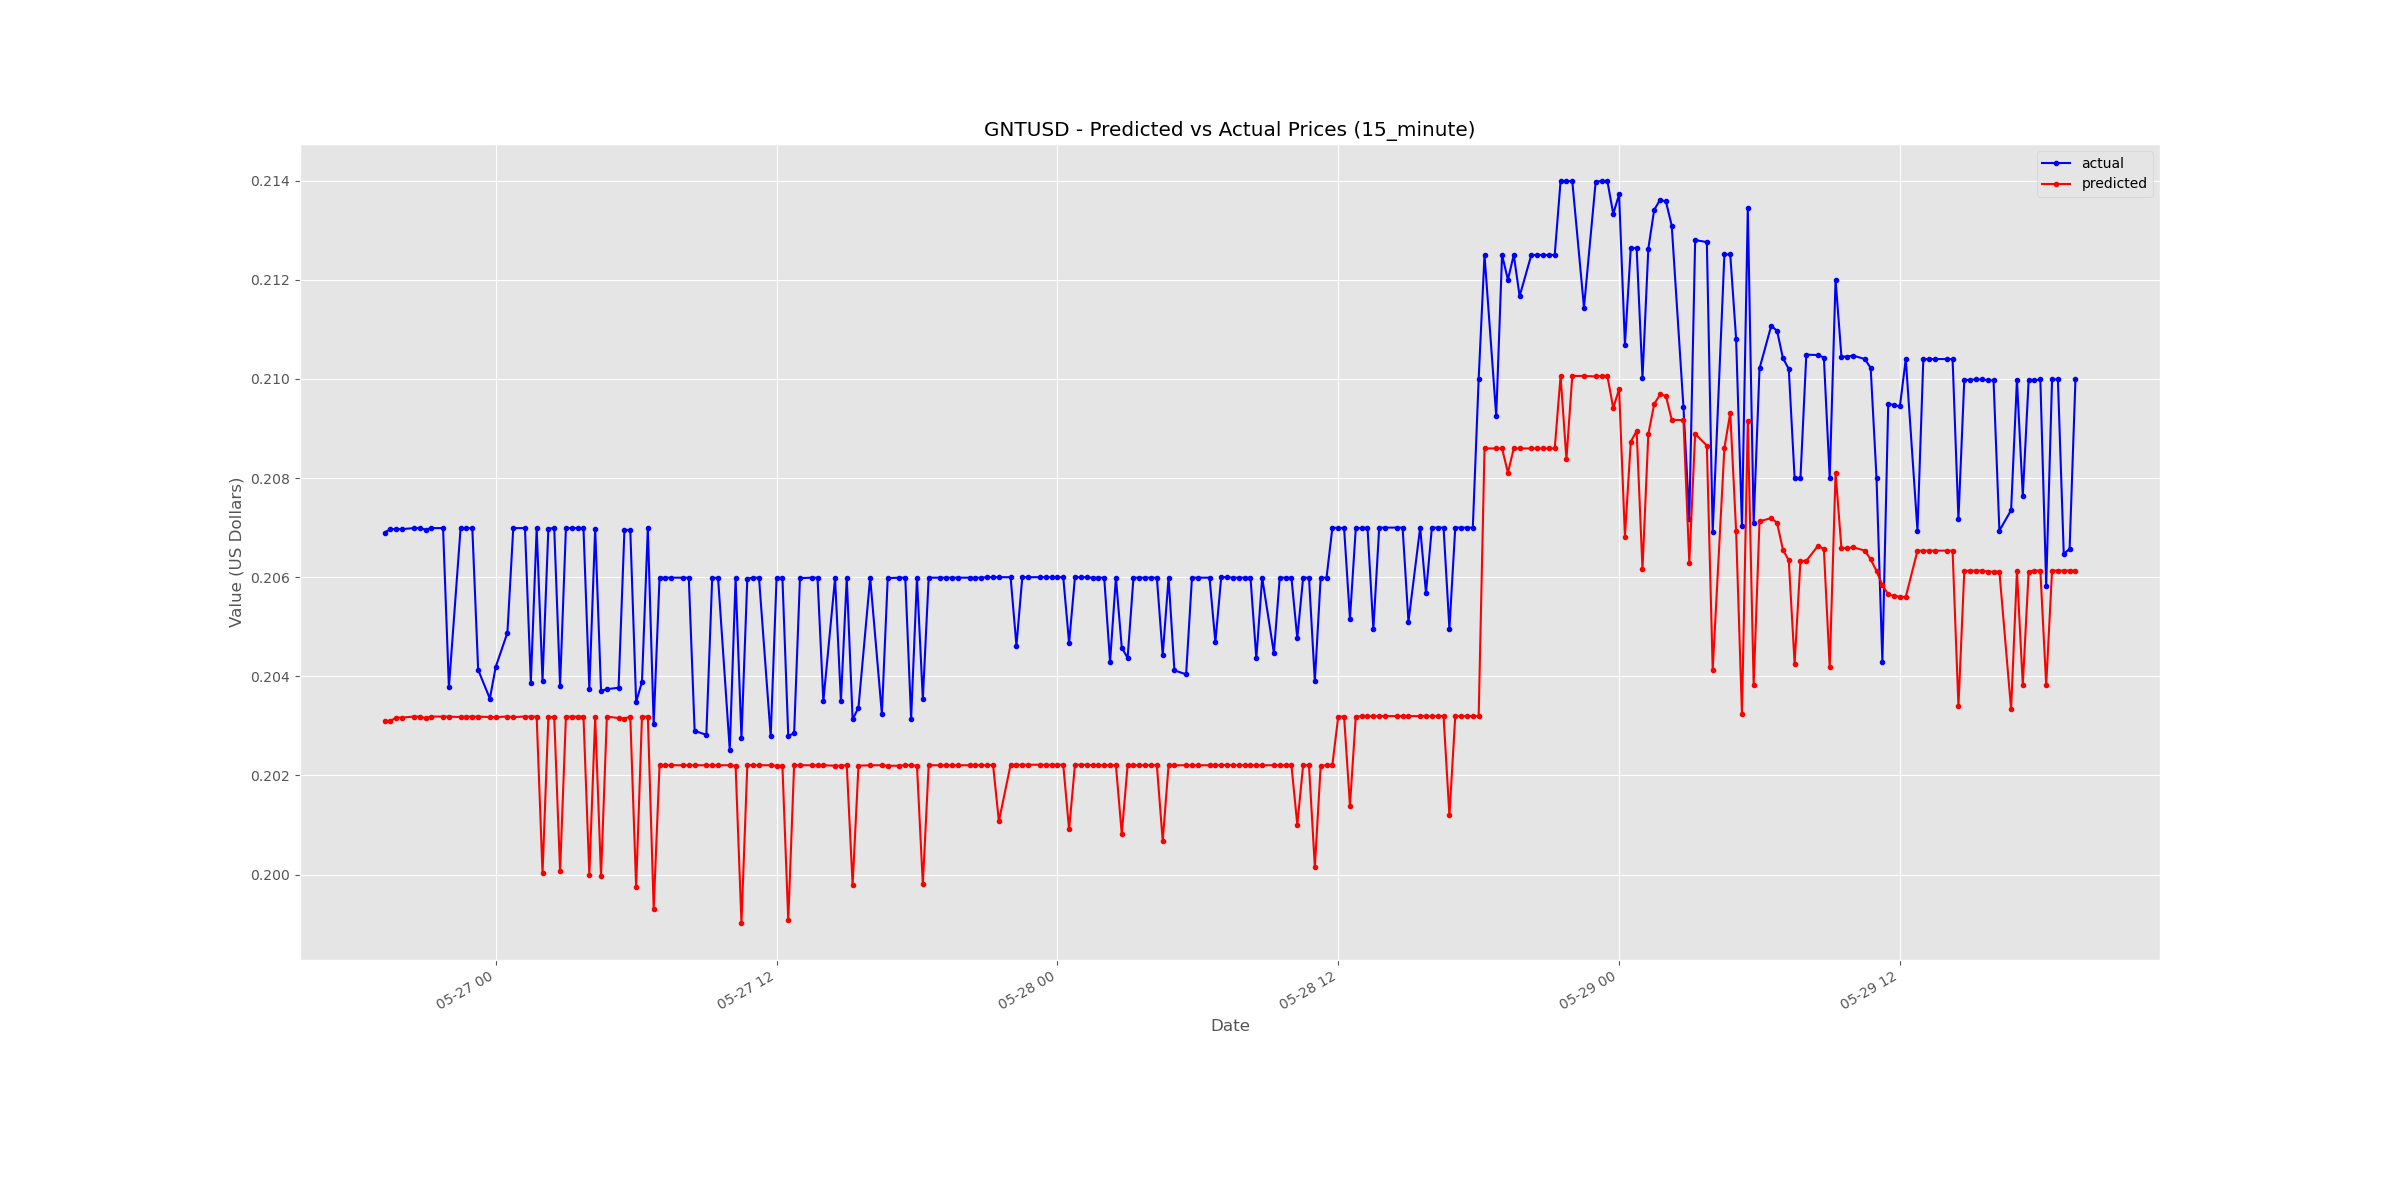 GNTUSD - Predicted vs Actual Prices (15_minute)
actual
predicted
0.214
0.212
0.210
0.208
0.206
0.204
0.202
0.200
Value (US Dollars)
05-27 00
05-27 12
05-28 00
05-28 12
05-29 00
05-29 12
Date